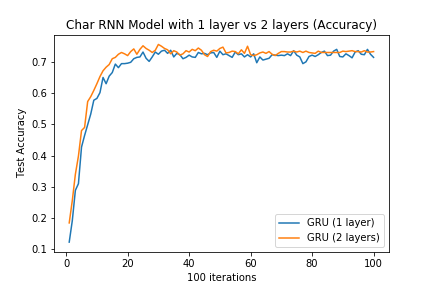 Char RNN Model with 1 layer vs 2 layers (Accuracy)
Test Accuracy
0.7
0.6
0.5
0.4
0.3
0.2
0.1
0 20 40 60 80 100
100 iterations
GRU (1 layer)
GRU (2 layers)